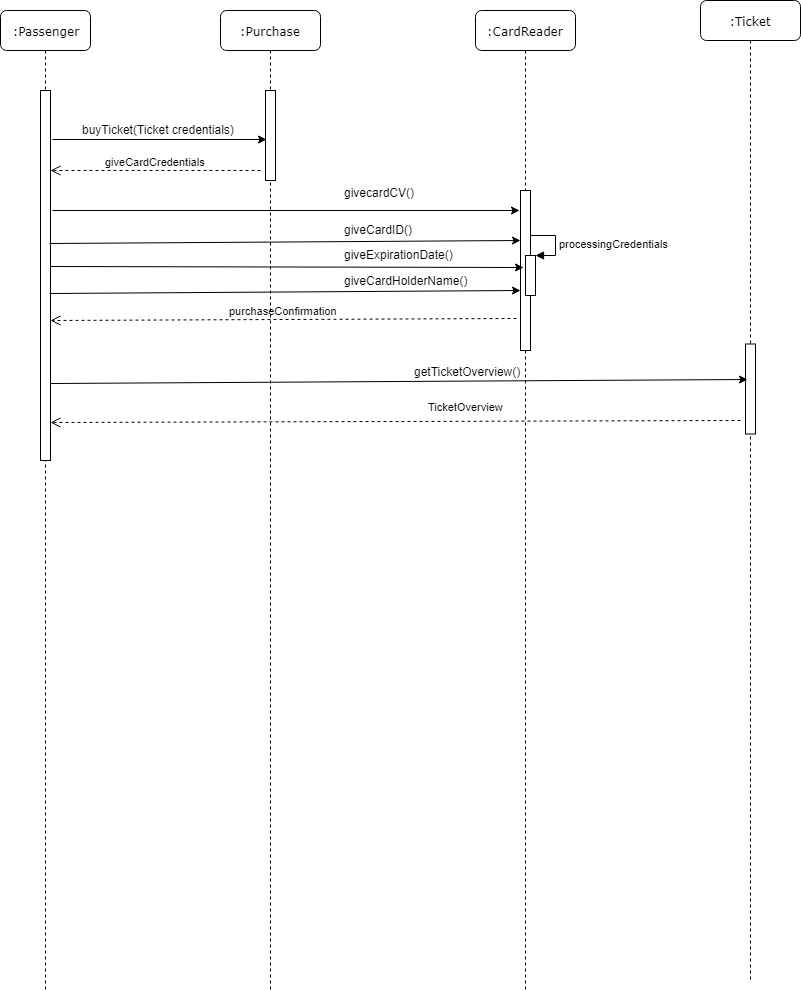 :Passenger
:Purchase
:CardReader
:Ticket
buyTicket(Ticket credentials)
giveCardCredentials
givecardCV()
giveCardID()
processingCredentials
giveExpirationDate()
giveCardHolderName()
purchaseConfirmation
getTicketOverview()
TicketOverview